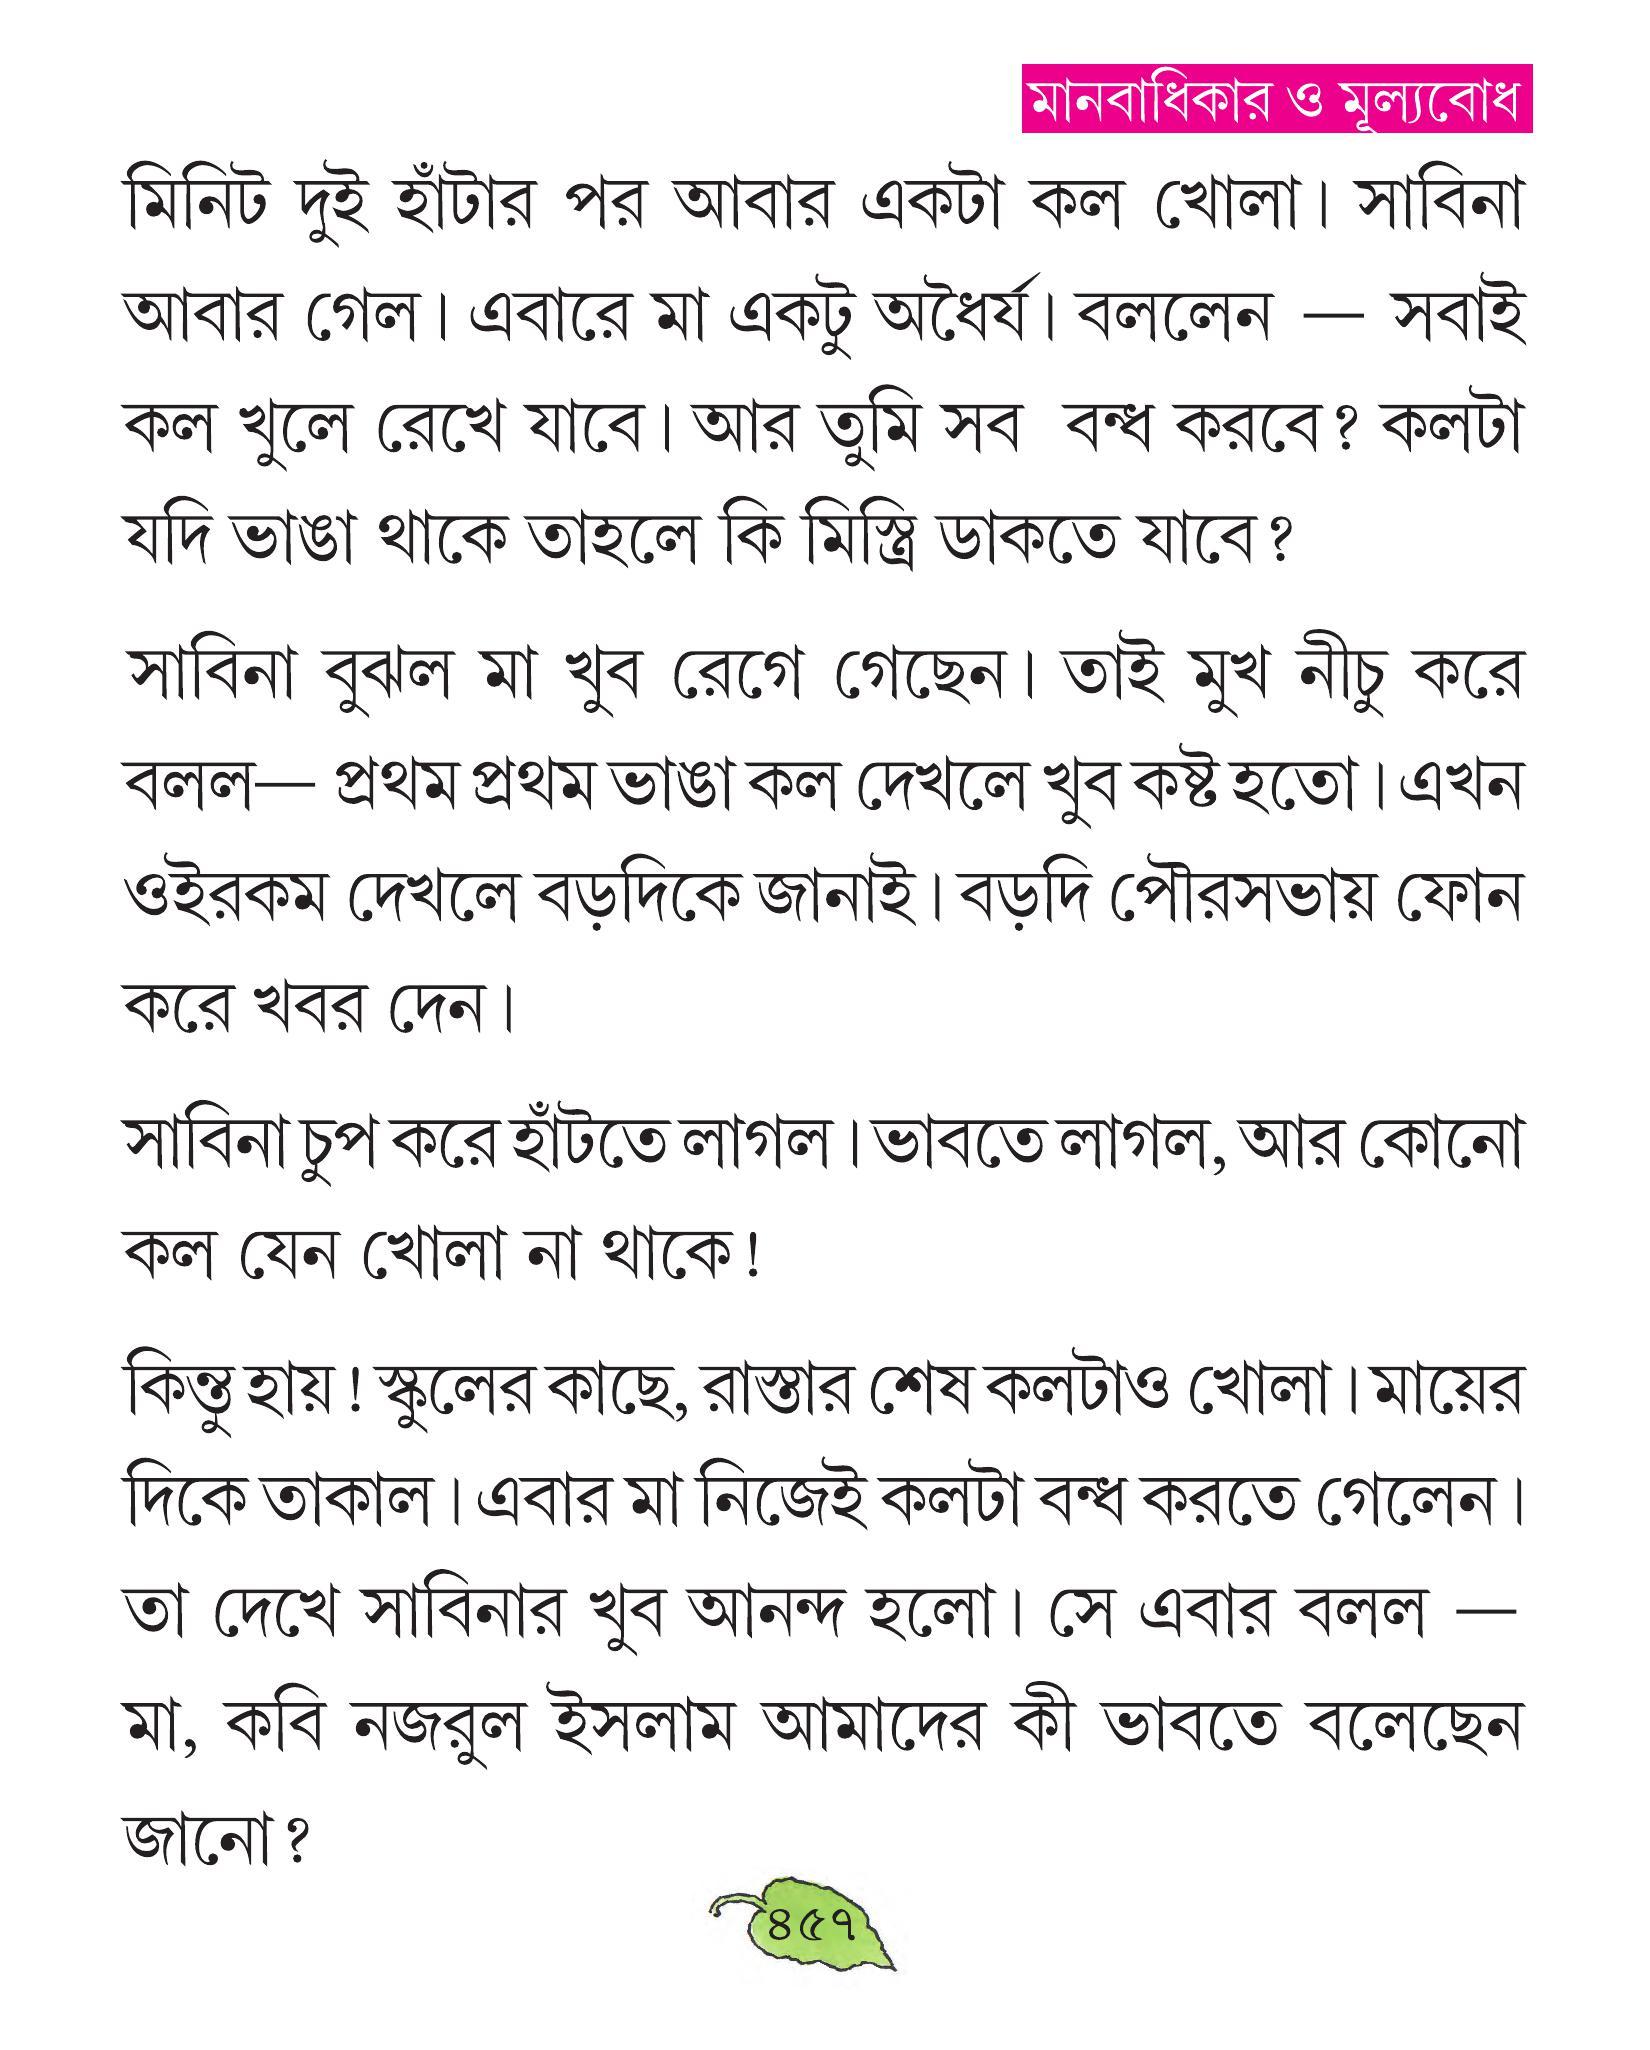 মানবাধিকার ও মূল্যবোধ
মিনিট দুই হাঁটার পর আবার একটা কল খোলা। সাবিনা
আবার গেল। এবারে মা একটু অধৈর্য। বললেন — সবাই
কল খুলে রেখে যাবে। আর তুমি সব বন্ধ করবে? কলটা
যদি ভাঙা থাকে তাহলে কি মিস্ত্রি ডাকতে যাবে?
সাবিনা বুঝল মা খুব রেগে গেছেন। তাই মুখ নীচু করে
বলল— প্রথম প্রথম ভাঙা কল দেখলে খুব কষ্ট হতো। এখন
ওইরকম দেখলে বড়দিকে জানাই। বড়দি পৌরসভায় ফোন
করে খবর দেন।
সাবিনা চুপ করে হাঁটতে লাগল। ভাবতে লাগল, আর কোনো
কল যেন খোলা না থাকে!
কিন্তু হায়! স্কুলের কাছে, রাস্তার শেষ কলটাও খোলা। মায়ের
দিকে তাকাল। এবার মা নিজেই কলটা বন্ধ করতে গেলেন।
তা দেখে সাবিনার খুব আনন্দ হলো। সে এবার বলল —
মা, কবি নজরুল ইসলাম আমাদের কী ভাবতে বলেছেন
জানো?
৪৫৭